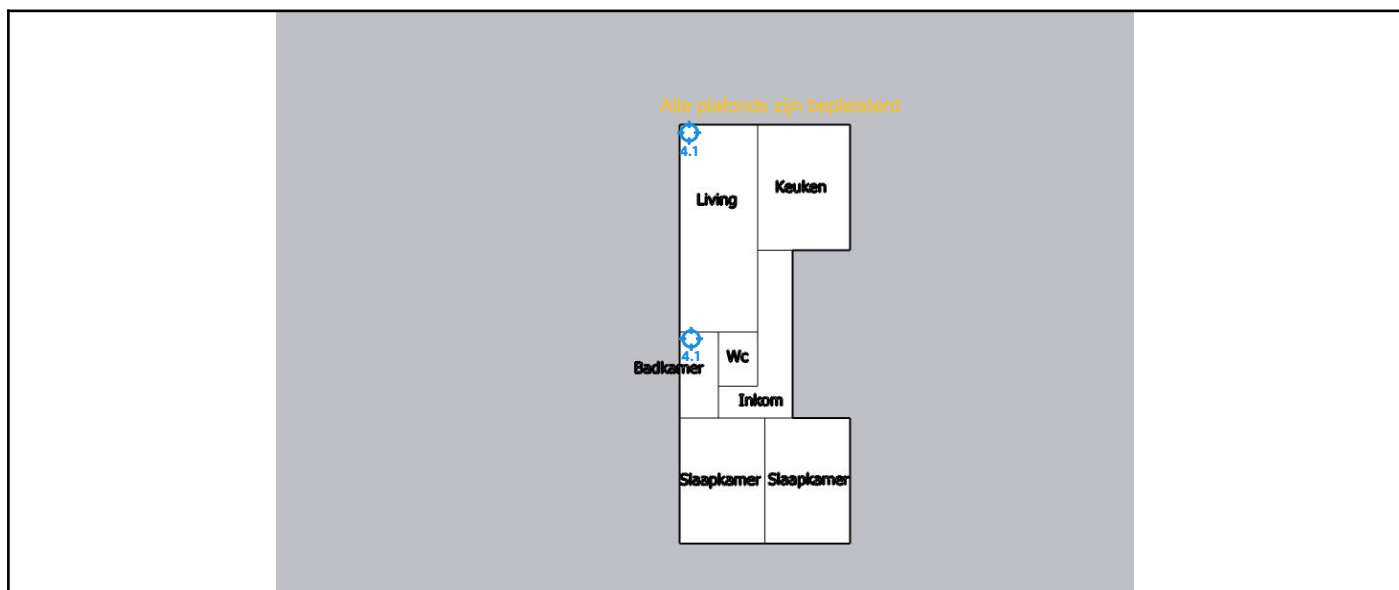 Alle plafonds zijn bepleisterd
4.1
Keuken
Living
4.1
Wc
Badkamer
Inkom
Slaapkamer
Slaapkamer